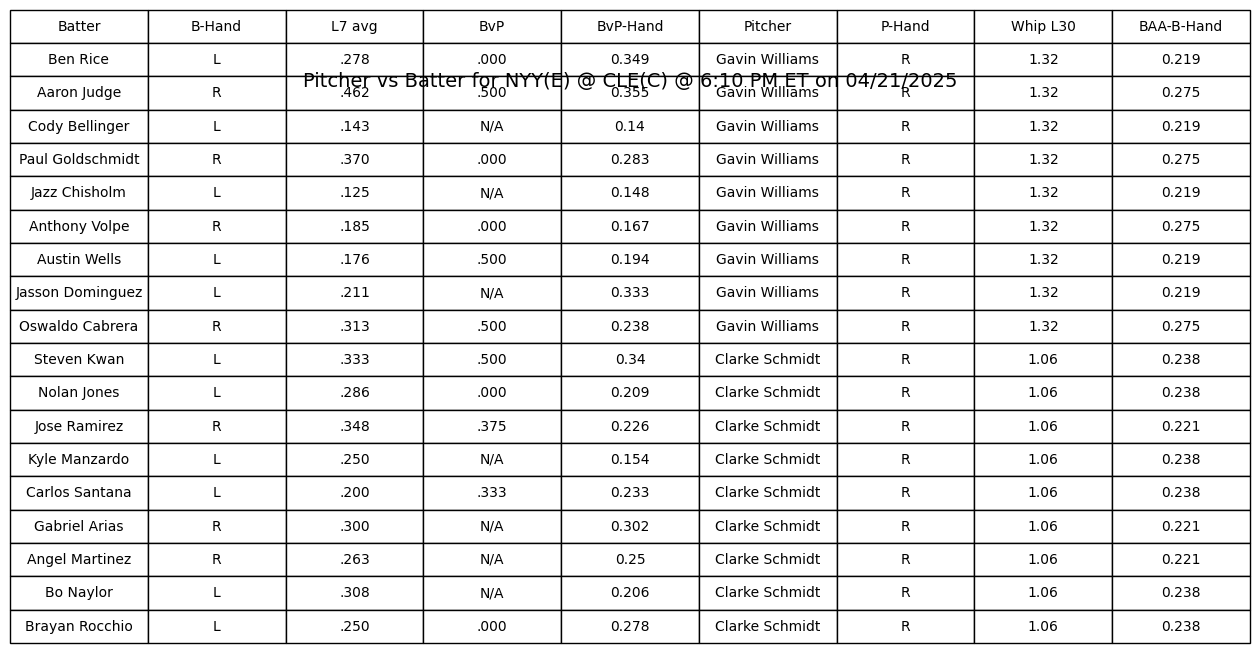 Batter B-Hand L7 avg BvP BvP-Hand Pitcher P-Hand Whip L30 BAA-B-Hand
Ben Rice L .278 .000 0.349 Gavin Williams R 1.32 0.219
Pitcher vs Batter for NYY(E) @ CLE(C) @ 6:10 PM ET on 04/21/2025
Aaron Judge R .462 .500 0.355 Gavin Williams R 1.32 0.275
Cody Bellinger L .143 N/A 0.14 Gavin Williams R 1.32 0.219
Paul Goldschmidt R .370 .000 0.283 Gavin Williams R 1.32 0.275
Jazz Chisholm L .125 N/A 0.148 Gavin Williams R 1.32 0.219
Anthony Volpe R .185 .000 0.167 Gavin Williams R 1.32 0.275
Austin Wells L .176 .500 0.194 Gavin Williams R 1.32 0.219
Jasson Dominguez L .211 N/A 0.333 Gavin Williams R 1.32 0.219
Oswaldo Cabrera R .313 .500 0.238 Gavin Williams R 1.32 0.275
Steven Kwan L .333 .500 0.34 Clarke Schmidt R 1.06 0.238
Nolan Jones L .286 .000 0.209 Clarke Schmidt R 1.06 0.238
Jose Ramirez R .348 .375 0.226 Clarke Schmidt R 1.06 0.221
Kyle Manzardo L .250 N/A 0.154 Clarke Schmidt R 1.06 0.238
Carlos Santana L .200 .333 0.233 Clarke Schmidt R 1.06 0.238
Gabriel Arias R .300 N/A 0.302 Clarke Schmidt R 1.06 0.221
Angel Martinez R .263 N/A 0.25 Clarke Schmidt R 1.06 0.221
Bo Naylor L .308 N/A 0.206 Clarke Schmidt R 1.06 0.238
Brayan Rocchio L .250 .000 0.278 Clarke Schmidt R 1.06 0.238